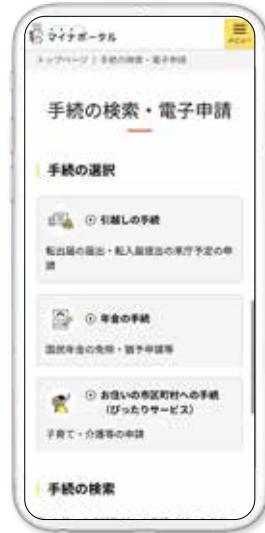 マイナポータル
メニュー
トップページ / 手続の検索・電子申請
手続の検索・電子申請
手続の選択
引越しの手続
転出届の届出・転入届提出の来庁予定の申
請
年金の手続
国民年金の免除・猶予申請等
お住いの市区町村への手続
(ぴったりサービス)
子育て・介護等の申請
手続の検索